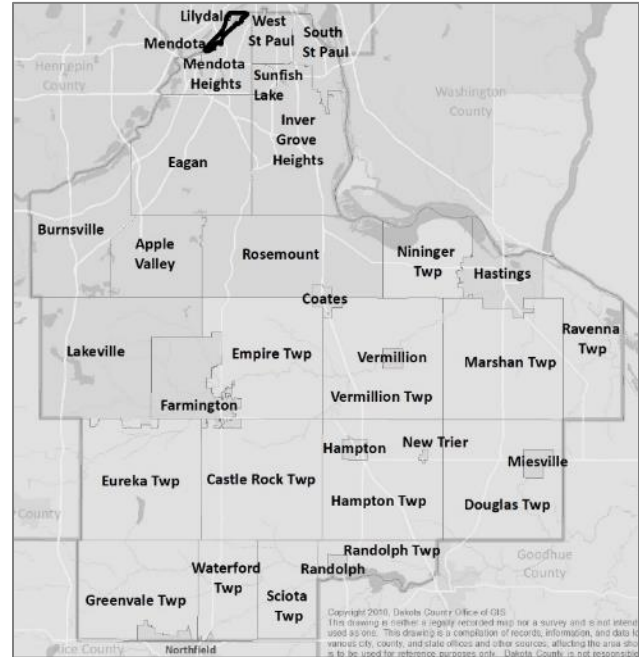 Lilydale
West
St Paul
South
St Paul
Mendota
Mendota
Heights
Sunfish
Lake
Hennepin
County
Washington
County
Inver
Grove
Heights
Eagan
Burnsville
Apple
Valley
Rosemount
Nininger
Twp
Hastings
Coates
Ravenna
Twp
Lakeville
Empire Twp
Vermillion
Marshan Twp
Vermillion Twp
Farmington
Hampton
New Trier
Miesville
Eureka Twp
Castle Rock Twp
Hampton Twp
Douglas Twp
County
Randolph Twp
Goodhue
County
Waterford
Twp
Randolph
Greenvale Twp
Sciota
Twp
Rice County
Northfield
Copyright 2016, Dakota County Office of GIS
This drawing is neither a legally recorded map nor a survey and is not intend
used as one. This drawing is a compilation of records, information, and data l
various city, county, and state offices and other sources, affecting the area sho
is to be used for reference purposes only. Dakota County is not responsible